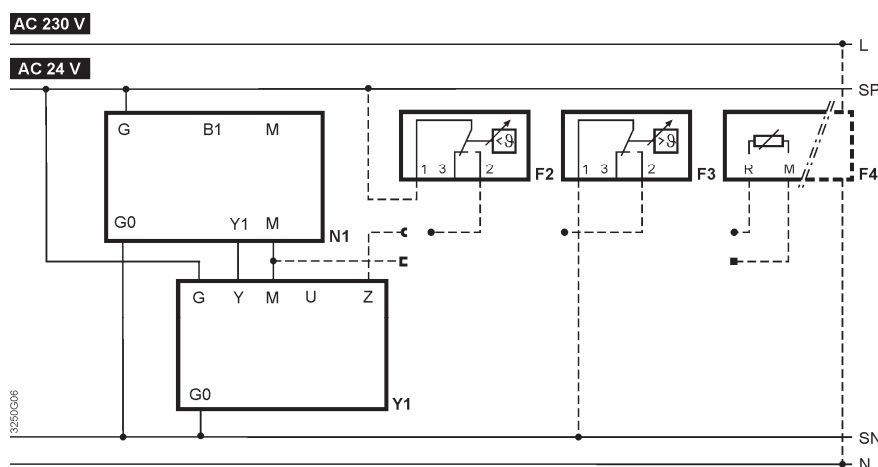 AC 230 V
L
AC 24 V
SP
G B1 M
G0 Y1 M
N1
<ϑ
1 3 2
F2
>ϑ
1 3 2
F3
R M
F4
G Y M U Z
G0
Y1
3250G06
SN
N